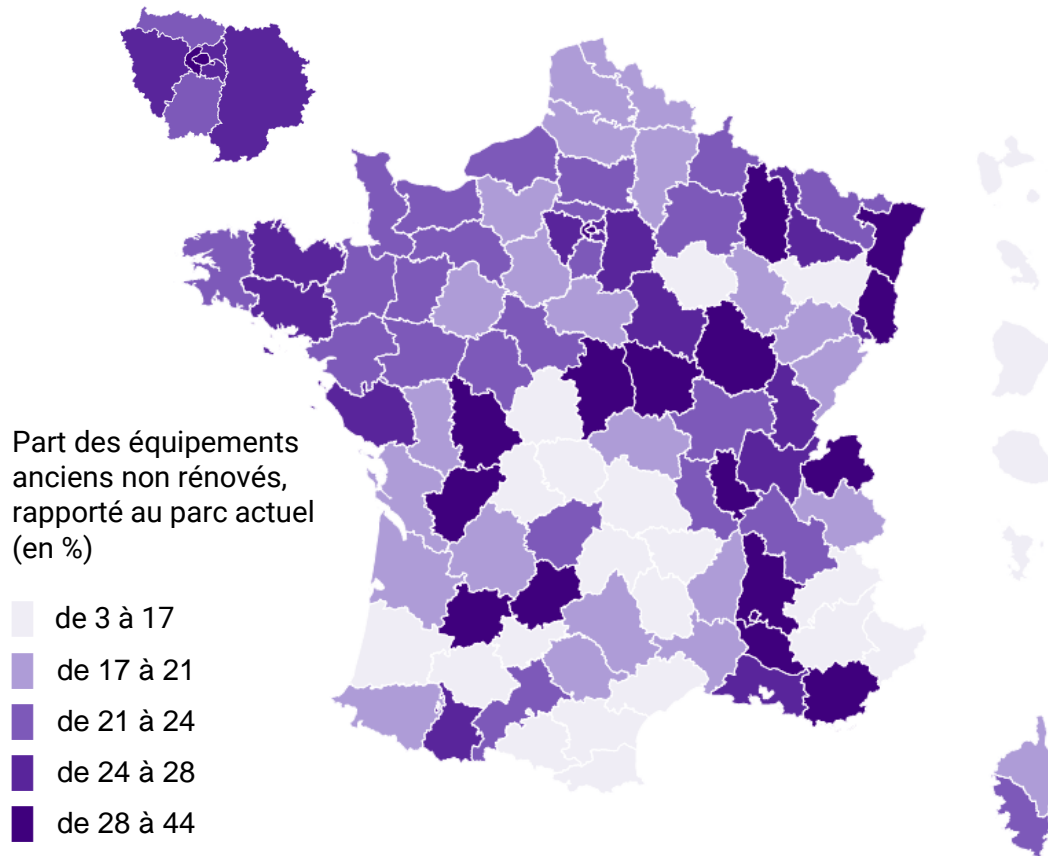 Part des équipements
anciens non rénovés,
rapporté au parc actuel
(en %)
de 3 à 17
de 17 à 21
de 21 à 24
de 24 à 28
de 28 à 44